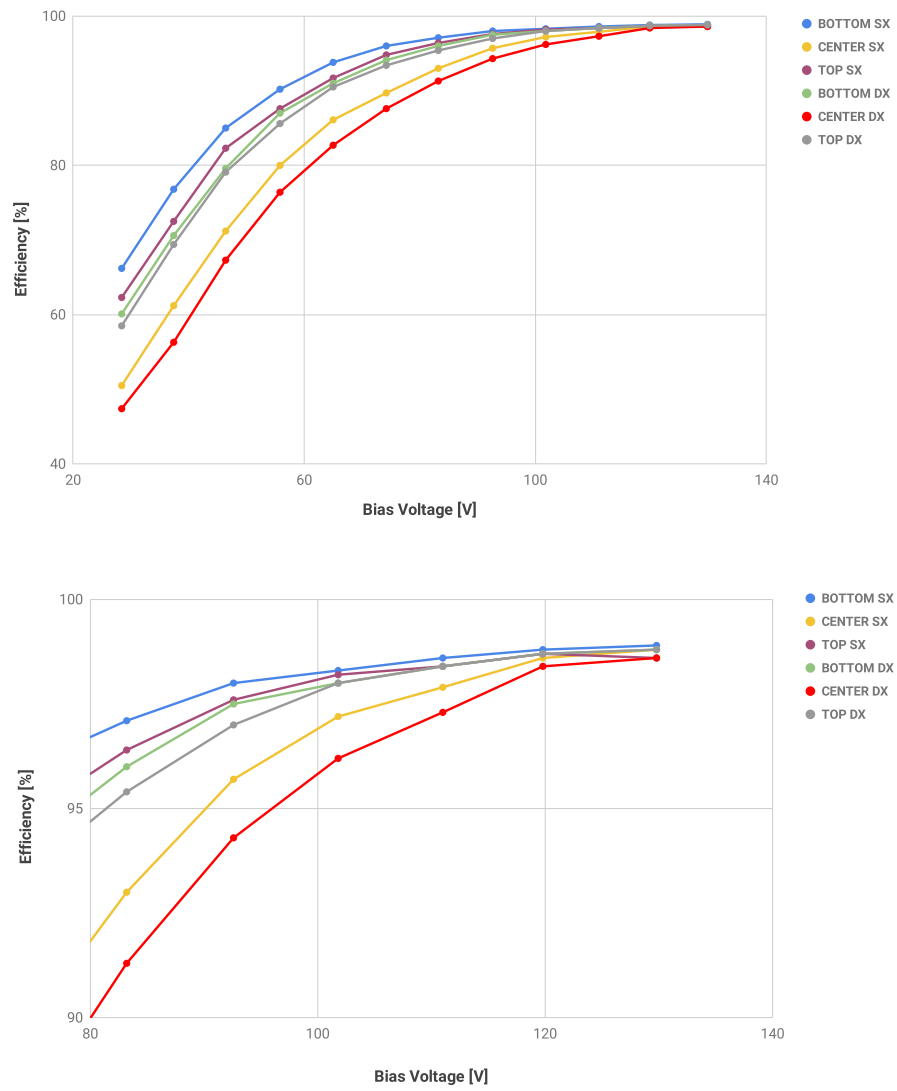 100
80
60
40
20
60
100
140
Efficiency [%]
Bias Voltage [V]
BOTTOM SX
CENTER SX
TOP SX
BOTTOM DX
CENTER DX
TOP DX
100
95
90
80
100
120
140
Efficiency [%]
Bias Voltage [V]
BOTTOM SX
CENTER SX
TOP SX
BOTTOM DX
CENTER DX
TOP DX